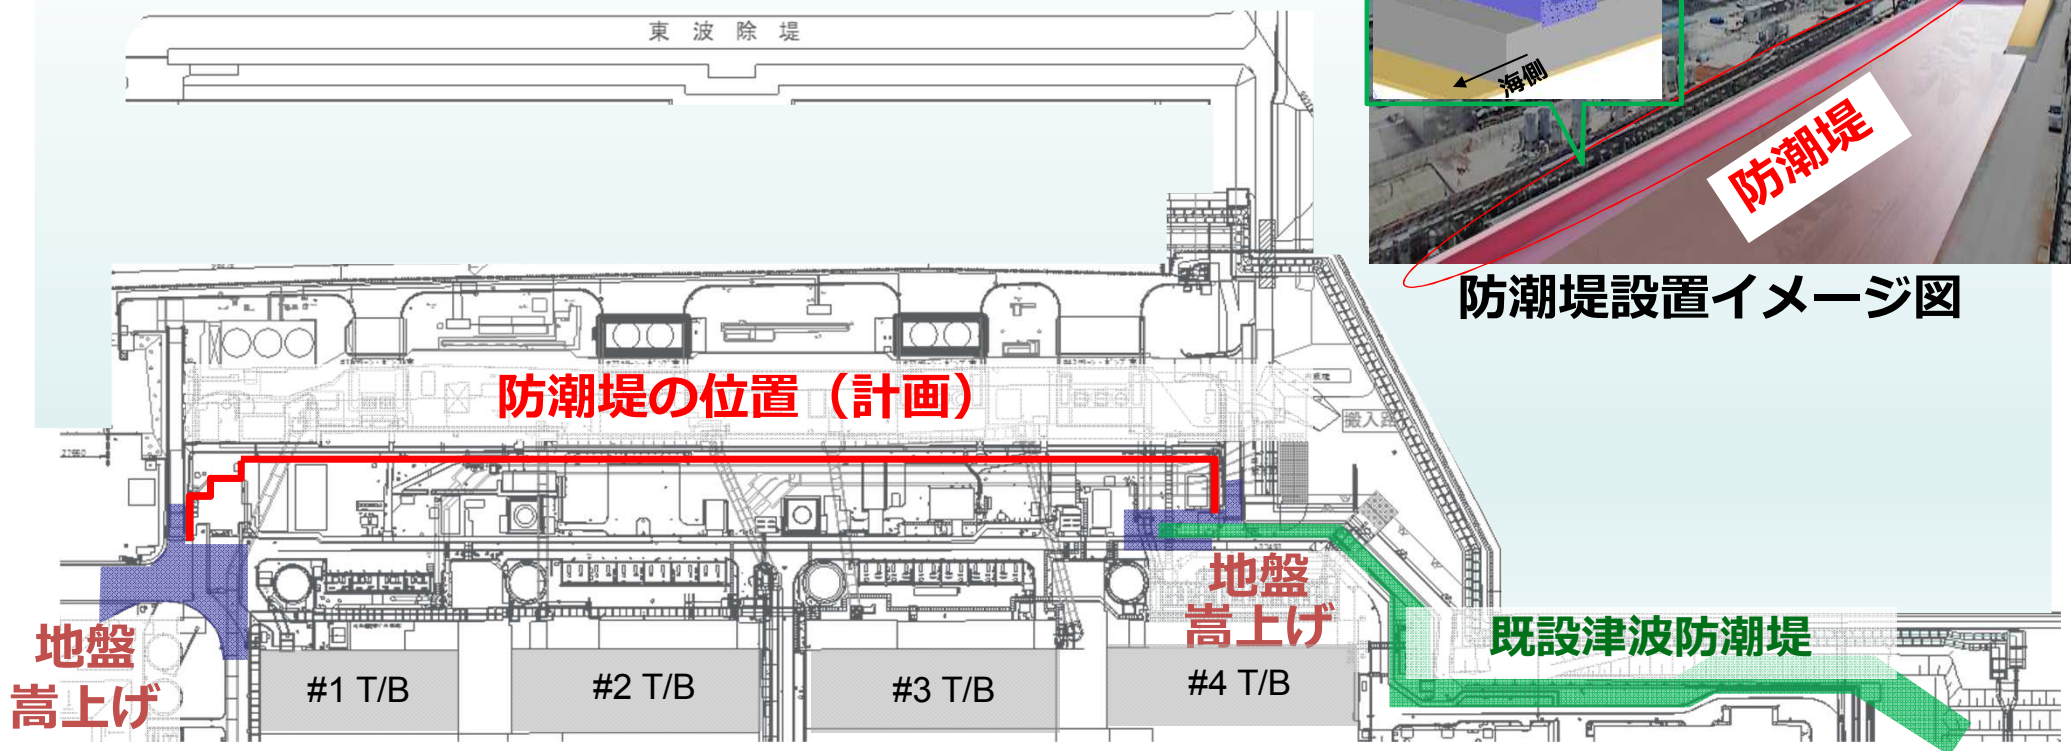 東波除堤
海側
防潮堤
防潮堤設置イメージ図
防潮堤の位置（計画）
搬入路
地盤
嵩上げ
地盤
嵩上げ
既設津波防潮堤
#1 T/B
#2 T/B
#3 T/B
#4 T/B